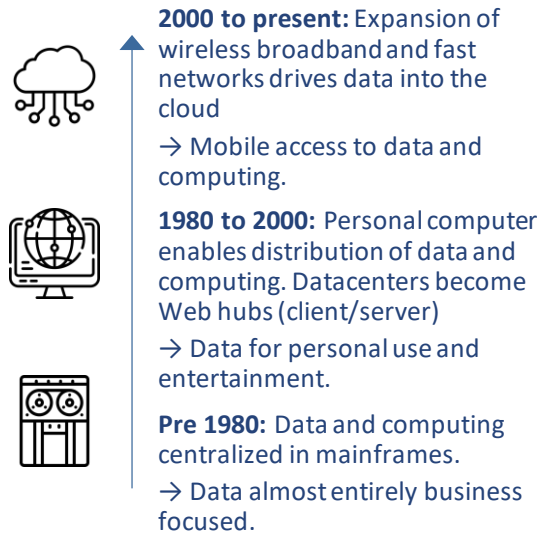 2000 to present: Expansion of
wireless broadband and fast
networks drives data into the
cloud
→ Mobile access to data and
computing.
1980 to 2000: Personal computer
enables distribution of data and
computing. Datacenters become
Web hubs (client/server)
→ Data for personal use and
entertainment.
Pre 1980: Data and computing
centralized in mainframes.
→ Data almost entirely business
focused.